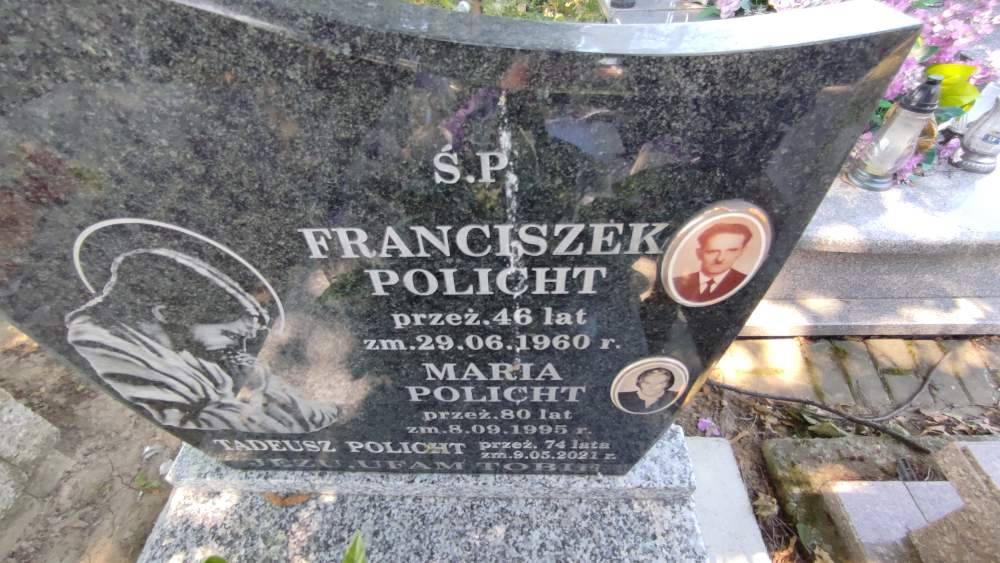 Ś.P.
FRANCISZEK
POLICHT
przeż.46 lat
zm.29.06.1960 r.
MARIA
POLICHT
przeż.80 lat
zm.8.09.1995 r.
TADEUSZ POLICHT przeż. 74 lata
zm.9.05.2021 r.
JEZU UFAM TOBIE